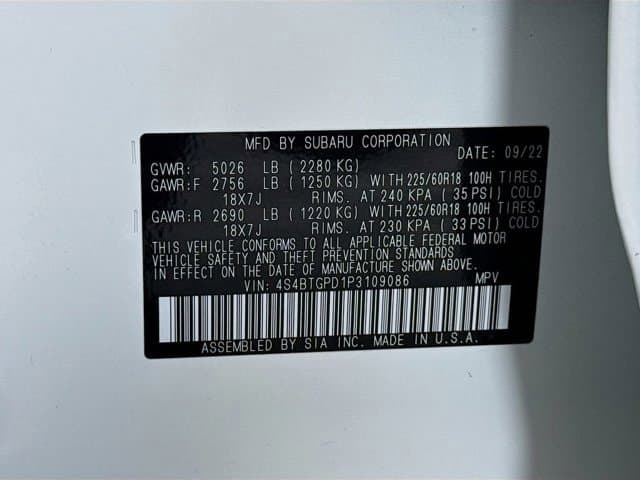 MFD BY SUBARU CORPORATION
DATE: 09/22
GVWR: 5026 LB (2280 KG)
GAWR:F 2756 LB (1250 KG) WITH 225/60R18 100H TIRES.
18X7J RIMS. AT 240 KPA (35 PSI) COLD
GAWR:R 2690 LB (1220 KG) WITH 225/60R18 100H TIRES.
18X7J RIMS. AT 230 KPA (33 PSI) COLD
THIS VEHICLE CONFORMS TO ALL APPLICABLE FEDERAL MOTOR
VEHICLE SAFETY AND THEFT PREVENTION STANDARDS
IN EFFECT ON THE DATE OF MANUFACTURE SHOWN ABOVE.
VIN: 4S4BTGPD1P3109086 MPV
ASSEMBLED BY SIA INC. MADE IN U.S.A.